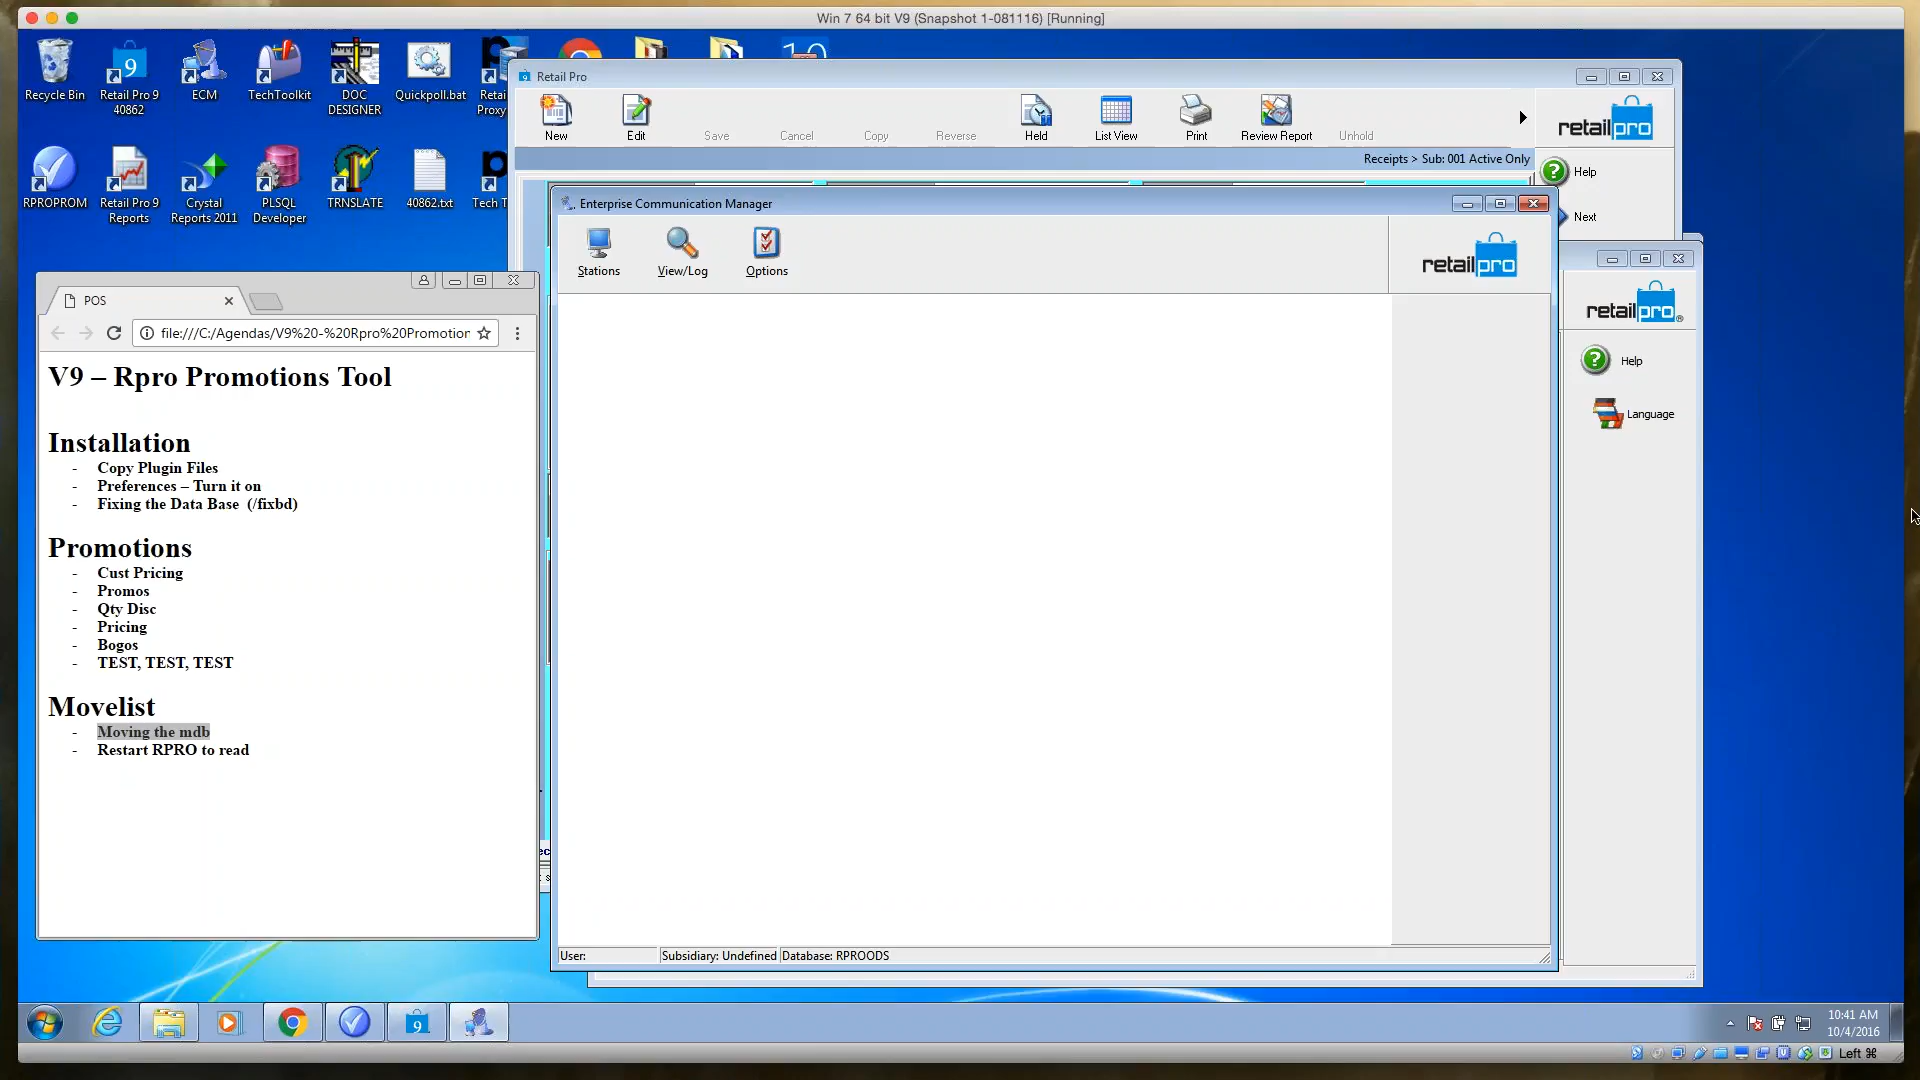 Win 7 64 bit V9 (Snapshot 1-081116) [Running]
Recycle Bin
Retail Pro 9
40862
ECM
TechToolkit
DOC
DESIGNER
Quickpoll.bat
Retai
Proxy
10
RPROPROM
Retail Pro 9
Reports
Crystal
Reports 2011
PLSQL
Developer
TRNSLATE
40862.txt
Tech T
Retail Pro
New
Edit
Save
Cancel
Copy
Reverse
Held
List View
Print
Review Report
Unhold
retailpro
Receipts > Sub: 001 Active Only
Help
Next
Enterprise Communication Manager
Stations
View/Log
Options
retailpro
retailpro
Help
Language
POS
file:///C:/Agendas/V9%20-%20Rpro%20Promotion
V9 – Rpro Promotions Tool
Installation
- Copy Plugin Files
- Preferences – Turn it on
- Fixing the Data Base (/fixbd)
Promotions
- Cust Pricing
- Promos
- Qty Disc
- Pricing
- Bogos
- TEST, TEST, TEST
Movelist
- Moving the mdb
- Restart RPRO to read
User:
Subsidiary: Undefined
Database: RPROODS
10:41 AM
10/4/2016
Left ⌘